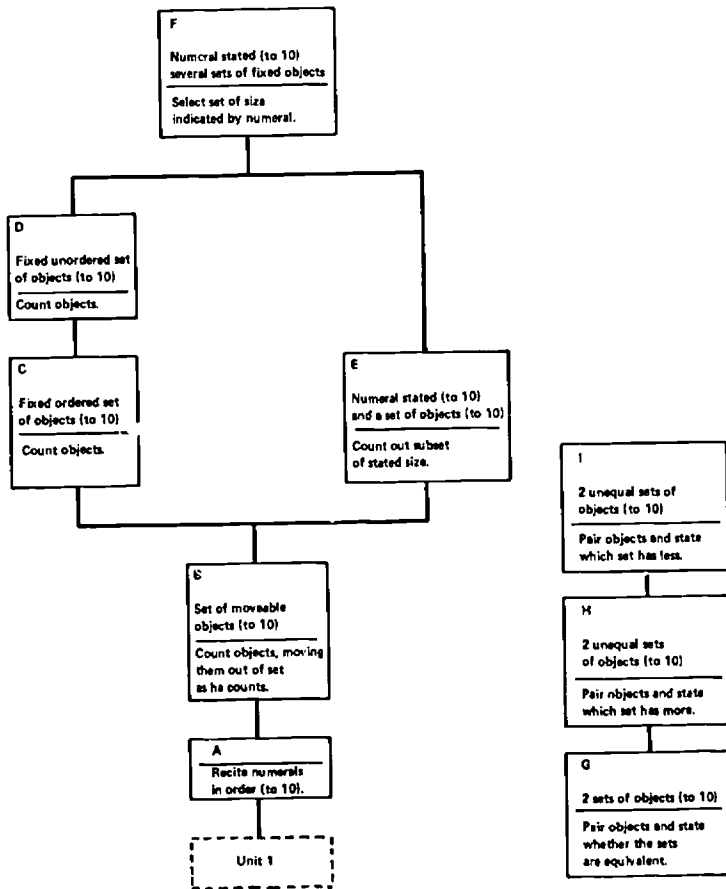 F
Numeral stated (to 10)
several sets of fixed objects
Select set of size
indicated by numeral.
D
Fixed unordered set
of objects (to 10)
Count objects.
C
Fixed ordered set
of objects (to 10)
Count objects.
E
Numeral stated (to 10)
and a set of objects (to 10)
Count out subset
of stated size.
I
2 unequal sets of
objects (to 10)
Pair objects and state
which set has less.
B
Set of moveable
objects (to 10)
Count objects, moving
them out of set
as he counts.
H
2 unequal sets
of objects (to 10)
Pair objects and state
which set has more.
A
Recite numerals
in order (to 10).
G
2 sets of objects (to 10)
Pair objects and state
whether the sets
are equivalent.
Unit 1